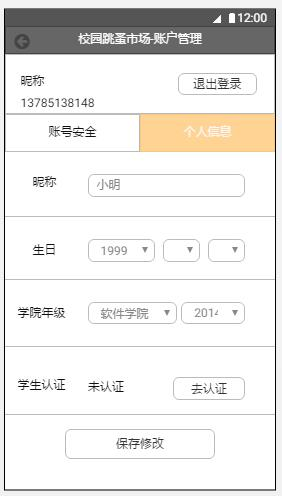 12:00
校园跳蚤市场-账户管理
昵称
退出登录
13785138148
账号安全 个人信息
昵称 小明
生日 1999
学院年级 软件学院 2014
学生认证 未认证 去认证
保存修改